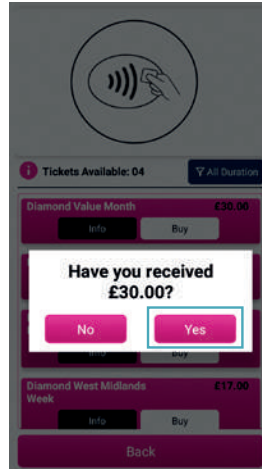 Tickets Available: 04
All Duration
Diamond Value Month
£30.00
Info
Buy
Have you received
£30.00?
No
Yes
Info
Buy
Diamond West Midlands
Week
£17.00
Info
Buy
Back